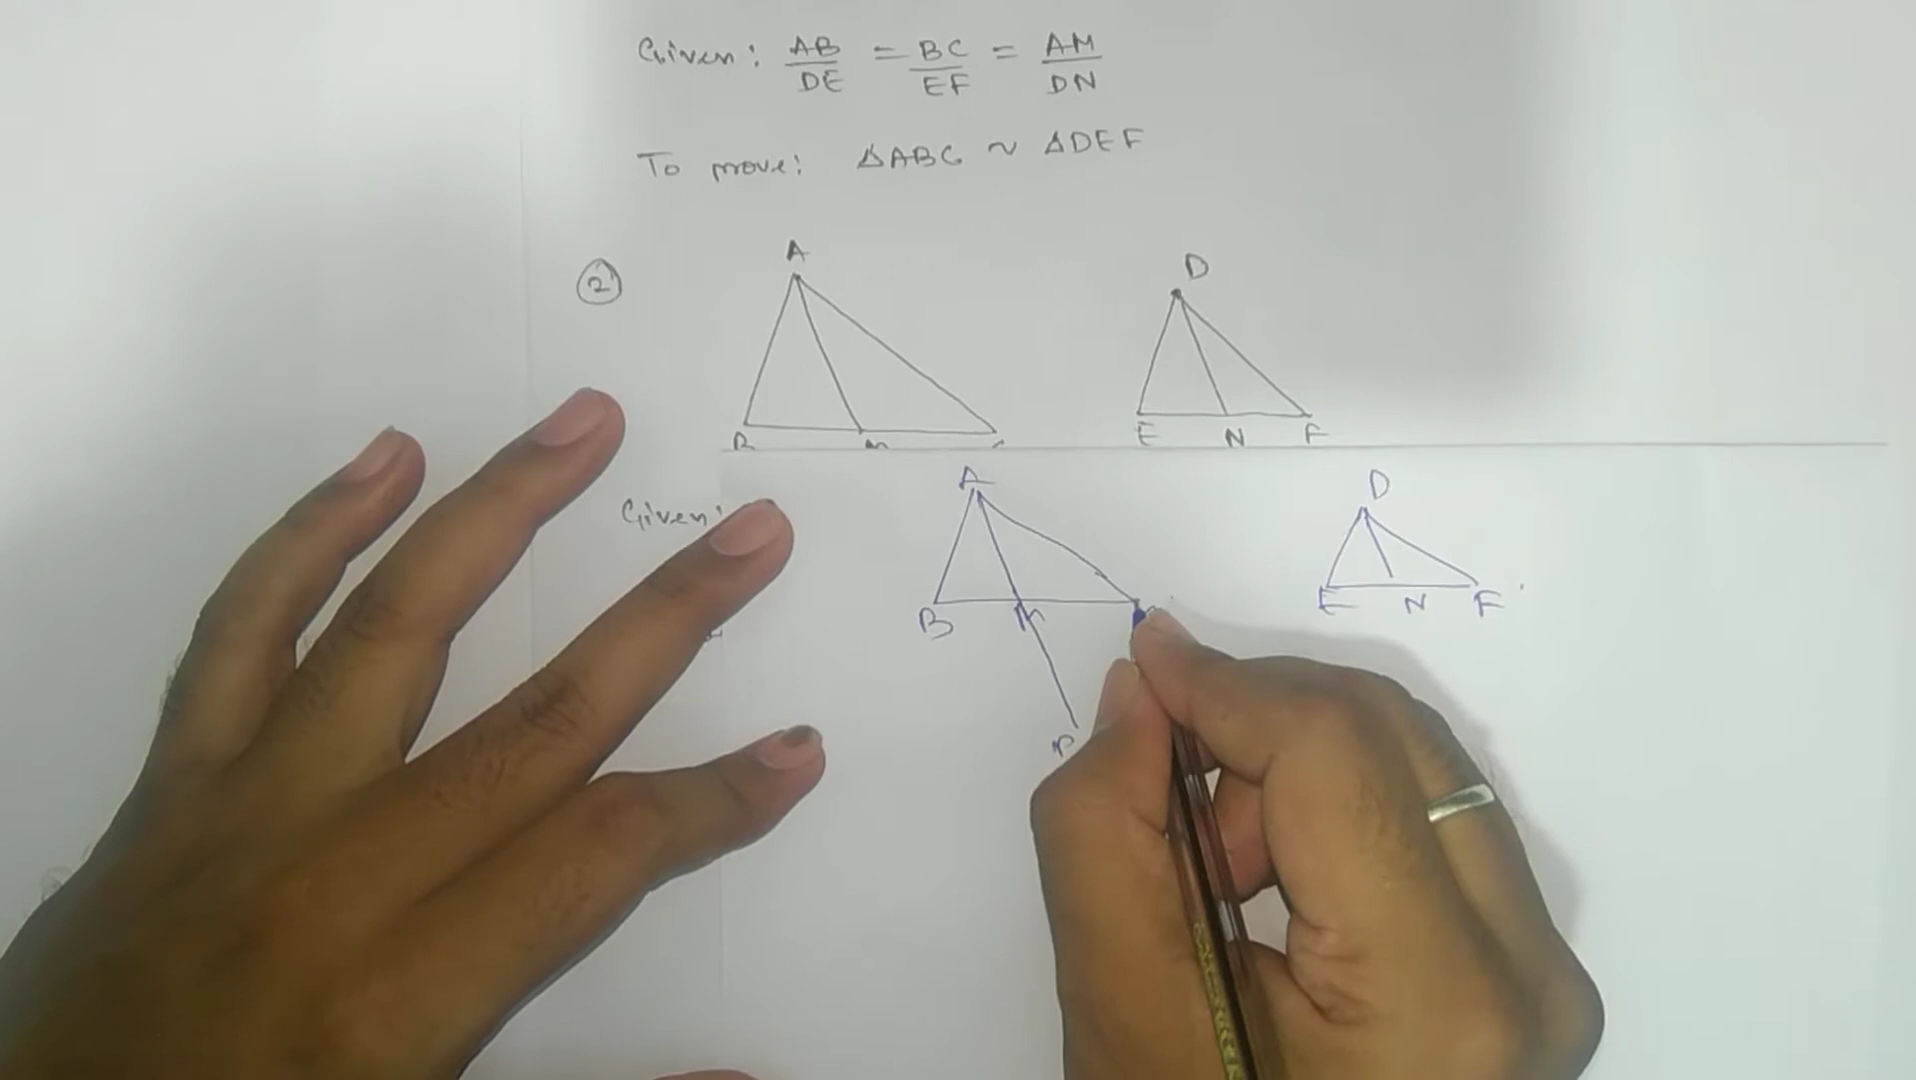 Given: AB/DE = BC/EF = AM/DN
To prove: ΔABC ~ ΔDEF
2
A D
B m E N F
Given:
A D
B M E N F
P